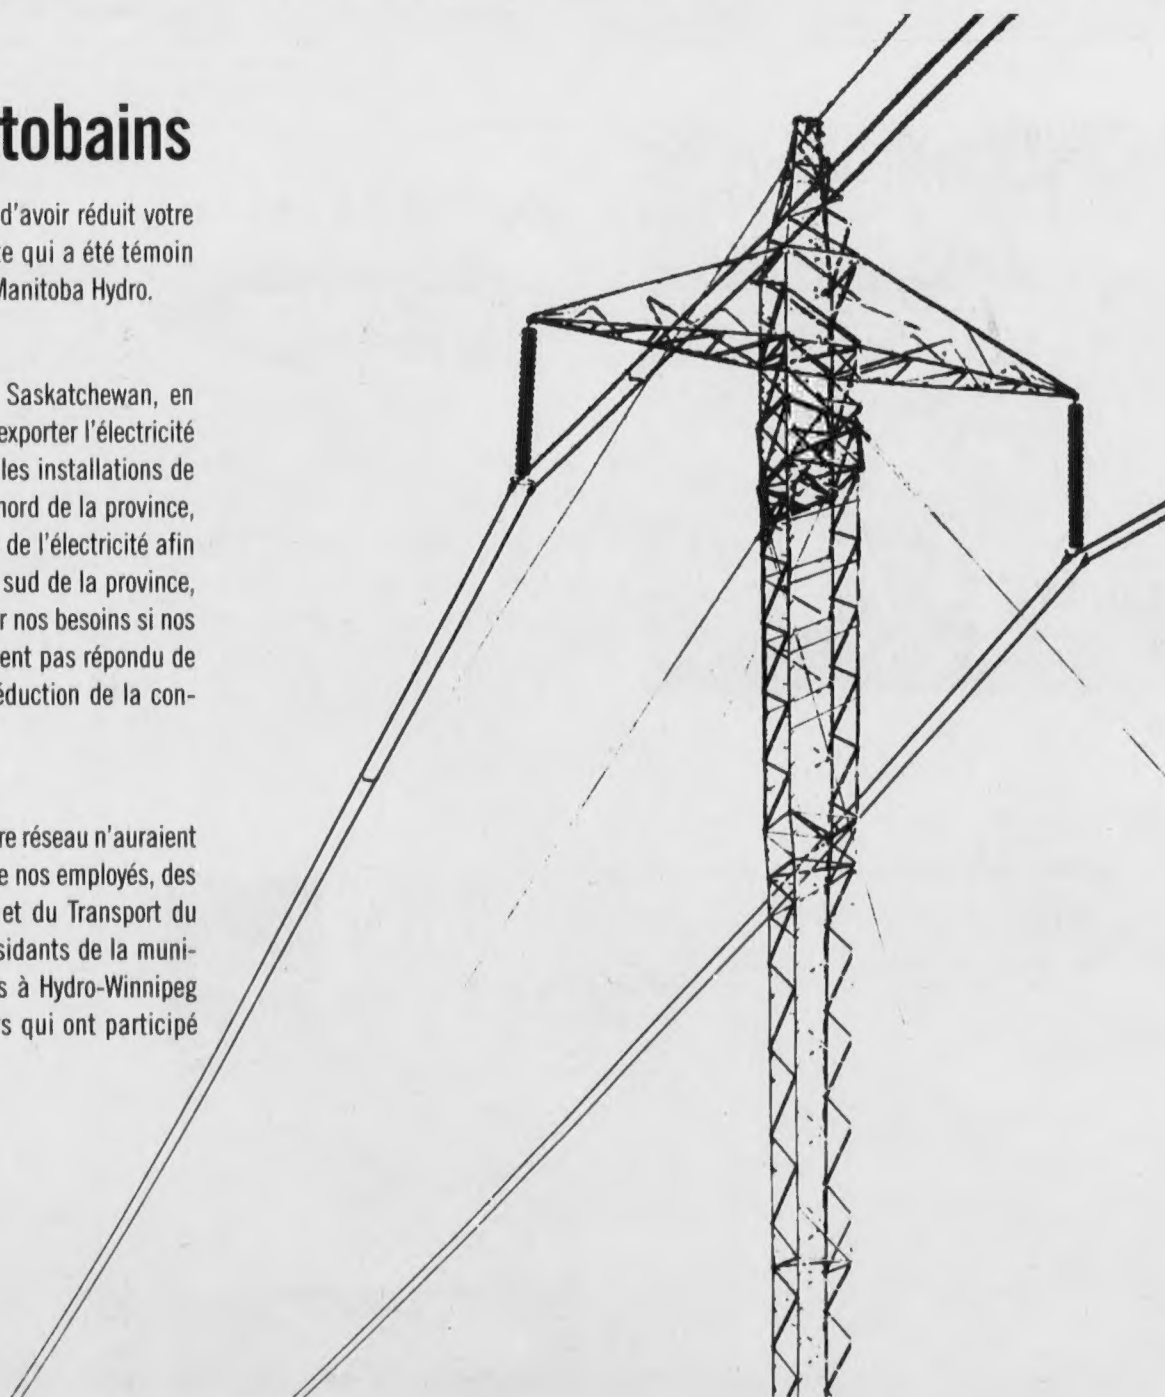 tobains
d'avoir réduit votre
te qui a été témoin
Manitoba Hydro.
Saskatchewan, en
exporter l'électricité
les installations de
nord de la province,
de l'électricité afin
sud de la province,
r nos besoins si nos
ent pas répondu de
éduction de la con-
re réseau n'auraient
e nos employés, des
et du Transport du
sidants de la muni-
s à Hydro-Winnipeg
s qui ont participé